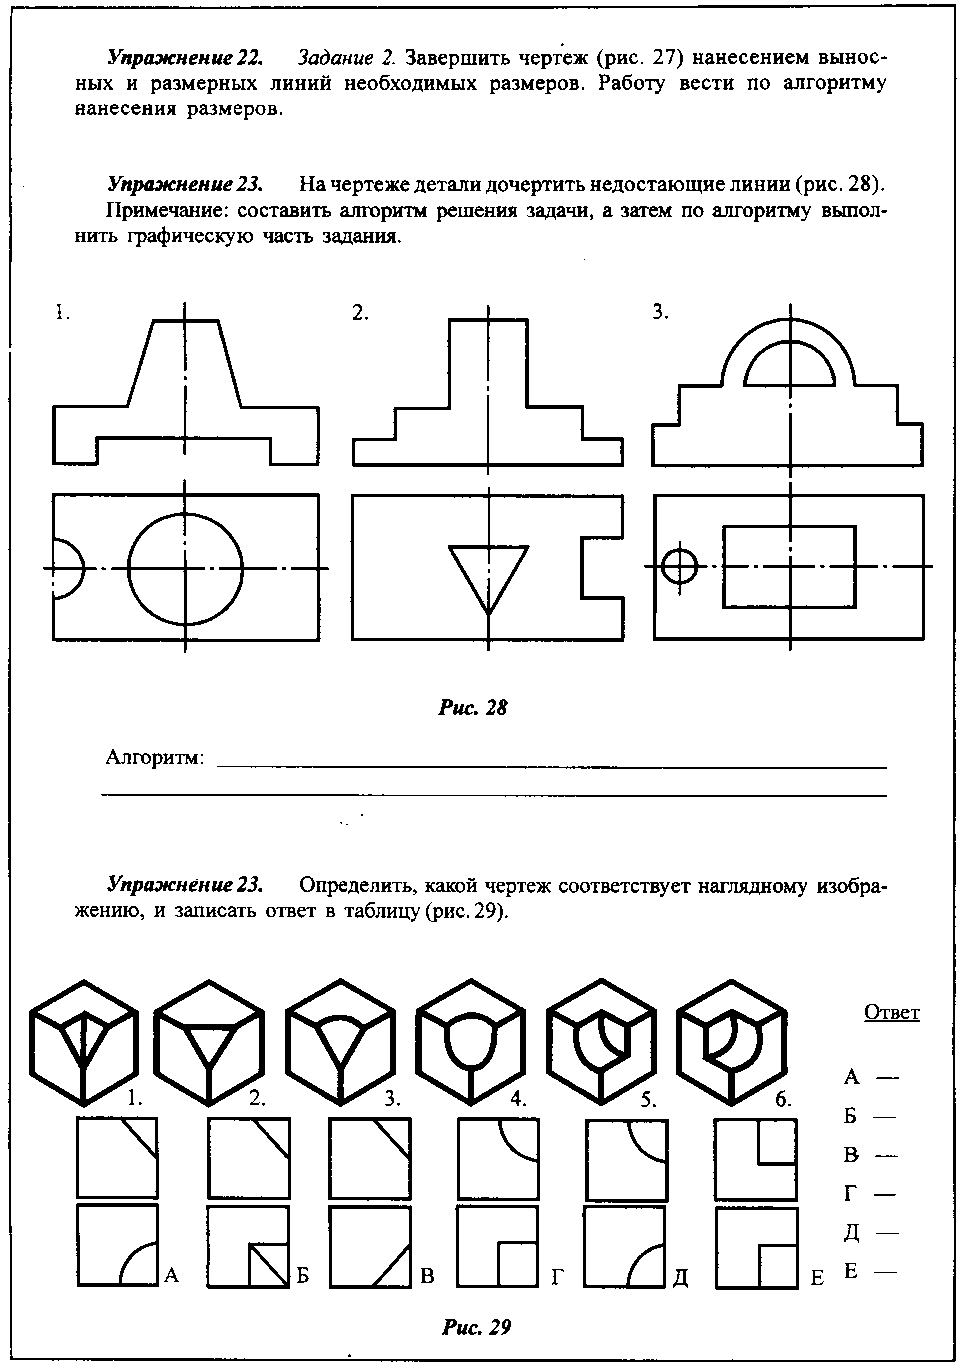 Упражнение 22. Задание 2. Завершить чертеж (рис. 27) нанесением вынос-
ных и размерных линий необходимых размеров. Работу вести по алгоритму
нанесения размеров.
Упражнение 23. На чертеже детали дочертить недостающие линии (рис. 28).
Примечание: составить алгоритм решения задачи, а затем по алгоритму выпол-
нить графическую часть задания.
1. 2. 3.
Рис. 28
Алгоритм:
Упражнение 23. Определить, какой чертеж соответствует наглядному изобра-
жению, и записать ответ в таблицу (рис. 29).
Ответ
1. 2. 3. 4. 5. 6.
А —
Б —
В —
Г —
Д —
Е —
А Б В Г Д Е
Рис. 29